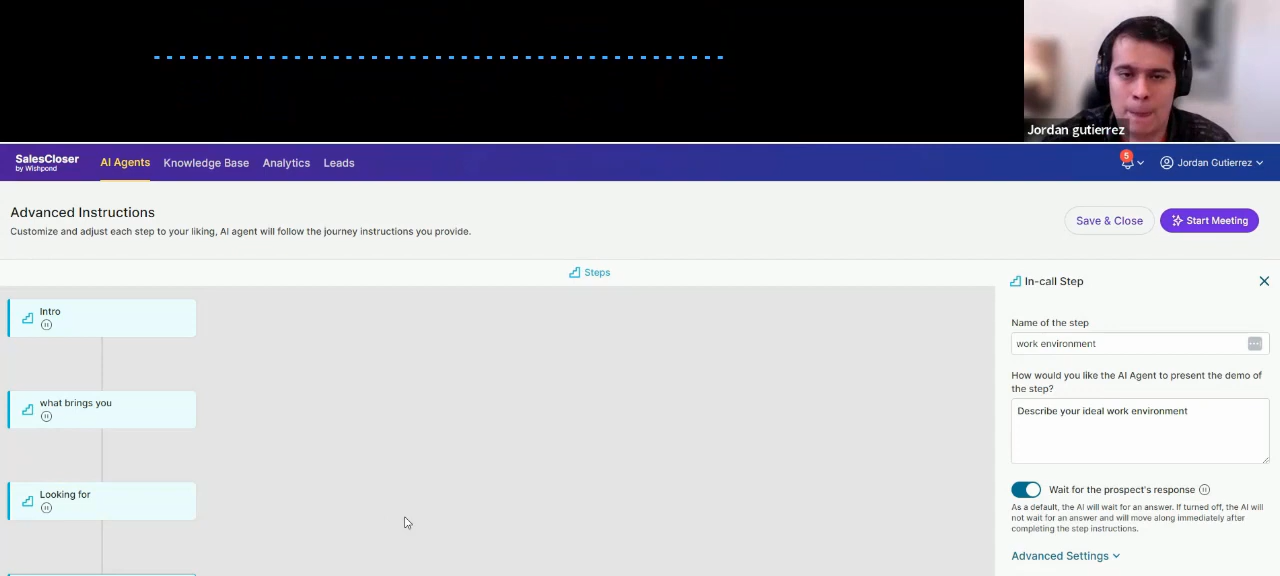 Jordan gutierrez
SalesCloser
by Wishpond
AI Agents
Knowledge Base
Analytics
Leads
5
Jordan Gutierrez
Advanced Instructions
Customize and adjust each step to your liking, AI agent will follow the journey instructions you provide.
Save & Close
Start Meeting
Steps
In-call Step
Intro
what brings you
Looking for
Name of the step
work environment
How would you like the AI Agent to present the demo of
the step?
Describe your ideal work environment
Wait for the prospect's response
As a default, the AI will wait for an answer. If turned off, the AI will
not wait for an answer and will move along immediately after
completing the step instructions.
Advanced Settings